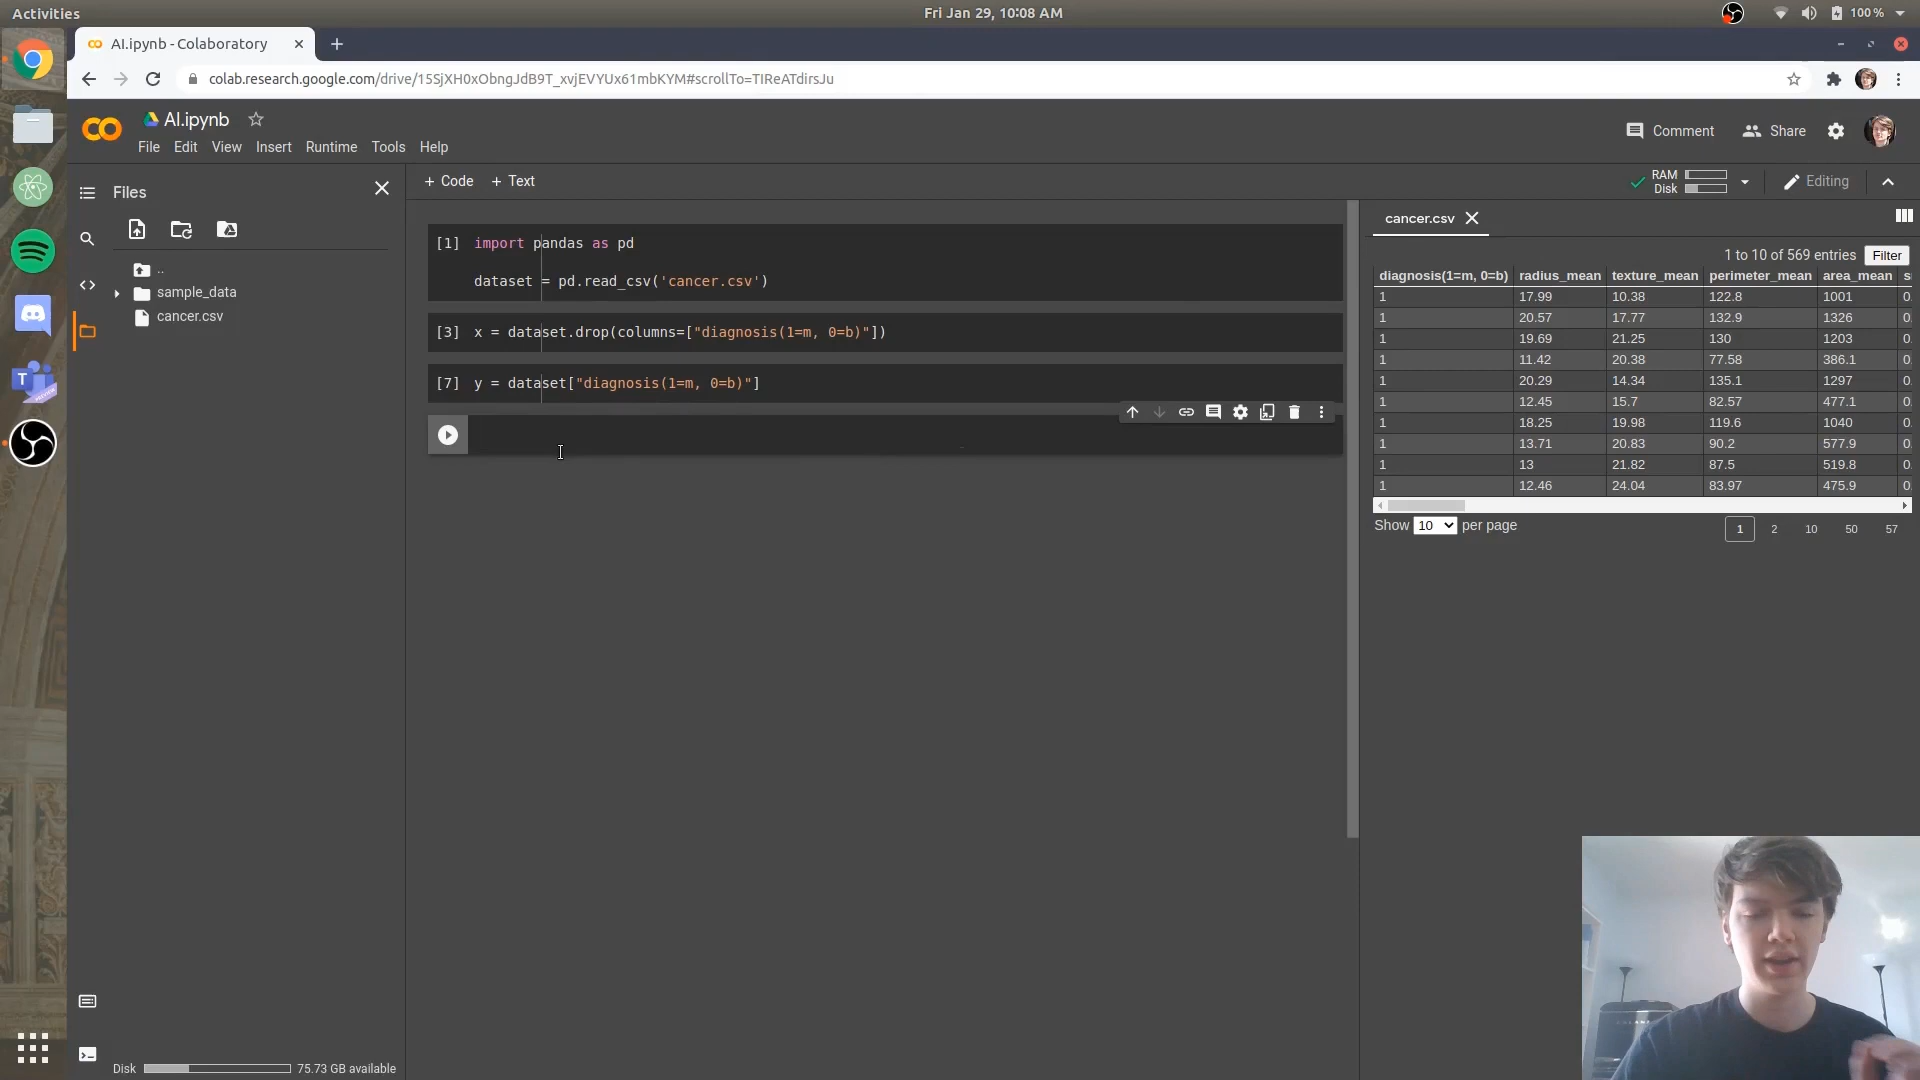 Activities
Fri Jan 29, 10:08 AM
100 %
AI.ipynb - Colaboratory
colab.research.google.com/drive/15SjXH0xObngJdB9T_xvjEVYUx61mbKYM#scrollTo=TIReATdirsJu
AI.ipynb
Comment
Share
File Edit View Insert Runtime Tools Help
Files
+ Code + Text
RAM
Disk
Editing
..
sample_data
cancer.csv
[1] import pandas as pd
dataset = pd.read_csv('cancer.csv')
[3] x = dataset.drop(columns=["diagnosis(1=m, 0=b)"])
[7] y = dataset["diagnosis(1=m, 0=b)"]
cancer.csv
1 to 10 of 569 entries Filter
diagnosis(1=m, 0=b) radius_mean texture_mean perimeter_mean area_mean s
1 17.99 10.38 122.8 1001 0.
1 20.57 17.77 132.9 1326 0.
1 19.69 21.25 130 1203 0.
1 11.42 20.38 77.58 386.1 0.
1 20.29 14.34 135.1 1297 0.
1 12.45 15.7 82.57 477.1 0.
1 18.25 19.98 119.6 1040 0.
1 13.71 20.83 90.2 577.9 0.
1 13 21.82 87.5 519.8 0.
1 12.46 24.04 83.97 475.9 0.
Show 10 per page
1 2 10 50 57
Disk 75.73 GB available